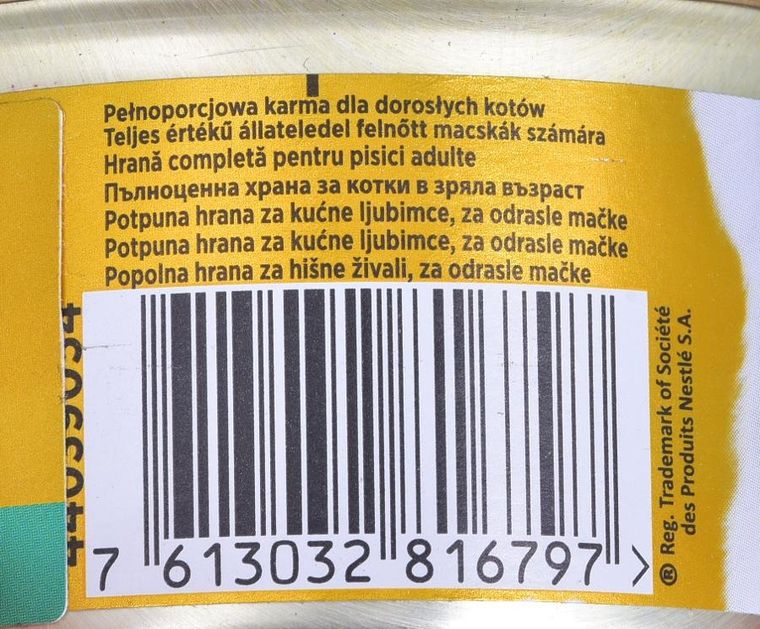 Pełnoporcjowa karma dla dorosłych kotów
Teljes értékű állateledel felnőtt macskák számára
Hrană completă pentru pisici adulte
Пълноценна храна за котки в зряла възраст
Potpuna hrana za kućne ljubimce, za odrasle mačke
Potpuna hrana za kućne ljubimce, za odrasle mačke
Popolna hrana za hišne živali, za odrasle mačke
7 613032 816797 >
® Reg. Trademark of Société
des Produits Nestlé S.A.